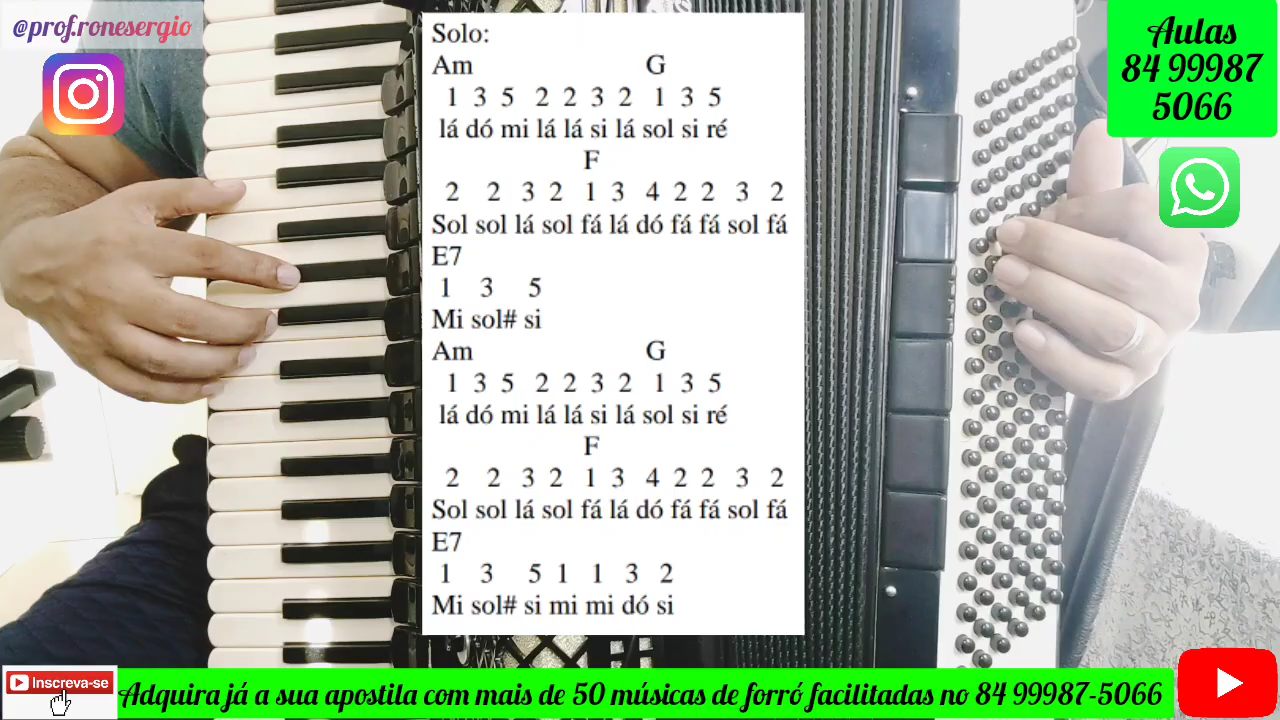 @prof.ronesergio
Solo:
Am G
1 3 5 2 2 3 2 1 3 5
lá dó mi lá lá si lá sol si ré
F
2 2 3 2 1 3 4 2 2 3 2
Sol sol lá sol fá lá dó fá fá sol fá
E7
1 3 5
Mi sol# si
Am G
1 3 5 2 2 3 2 1 3 5
lá dó mi lá lá si lá sol si ré
F
2 2 3 2 1 3 4 2 2 3 2
Sol sol lá sol fá lá dó fá fá sol fá
E7
1 3 5 1 1 3 2
Mi sol# si mi mi dó si
Aulas
84 99987
5066
Inscreva-se
Adquira já a sua apostila com mais de 50 músicas de forró facilitadas no 84 99987-5066